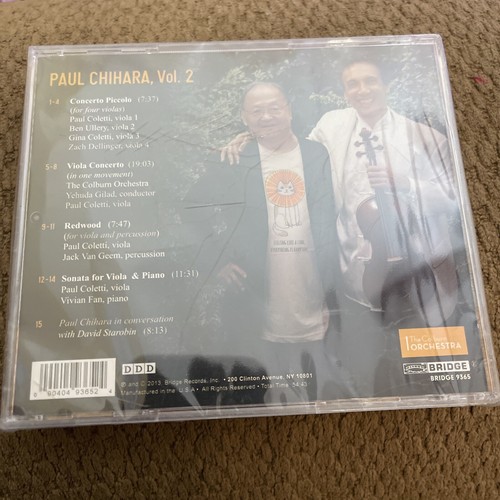 PAUL CHIHARA, Vol. 2
1-4 Concerto Piccolo (7:37)
(for four violas)
Paul Coletti, viola 1
Ben Ullery, viola 2
Gina Coletti, viola 3
Zach Dellinger, viola 4
5-8 Viola Concerto (19:03)
(in one movement)
The Colburn Orchestra
Yehuda Gilad, conductor
Paul Coletti, viola
9-11 Redwood (7:47)
(for viola and percussion)
Paul Coletti, viola
Jack Van Geem, percussion
12-14 Sonata for Viola & Piano (11:31)
Paul Coletti, viola
Vivian Fan, piano
15 Paul Chihara in conversation
with David Starobin (8:13)
The Colburn
ORCHESTRA
BRIDGE
BRIDGE 9365
DDD
℗ and © 2013, Bridge Records, Inc. • 200 Clinton Avenue, NY 10801
Manufactured in the U.S.A. • All Rights Reserved • Total Time: 54:43
90404 93652 4